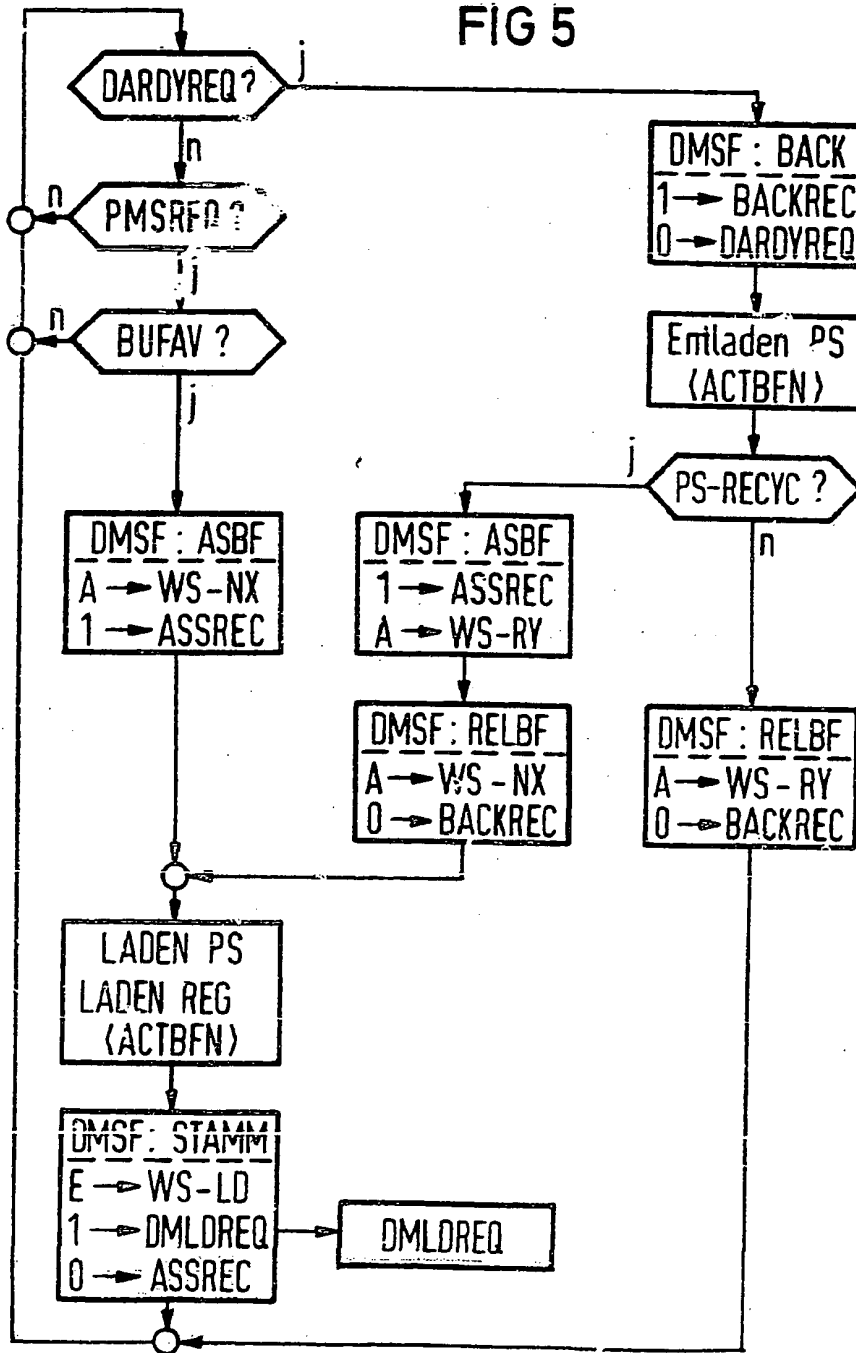 FIG 5
DARDYREQ ?
j
n
DMSF : BACK
1 → BACKREC
0 → DARDYREQ
n
PMSREQ ?
j
n
BUFAV ?
j
Entladen PS
⟨ACTBFN⟩
PS-RECYC ?
j
n
DMSF : ASBF
A → WS-NX
1 → ASSREC
DMSF : ASBF
1 → ASSREC
A → WS-RY
DMSF : RELBF
A → WS-NX
0 → BACKREC
DMSF : RELBF
A → WS-RY
0 → BACKREC
LADEN PS
LADEN REG
⟨ACTBFN⟩
DMSF: STAMM
E → WS-LD
1 → DMLDREQ
0 → ASSREC
DMLDREQ